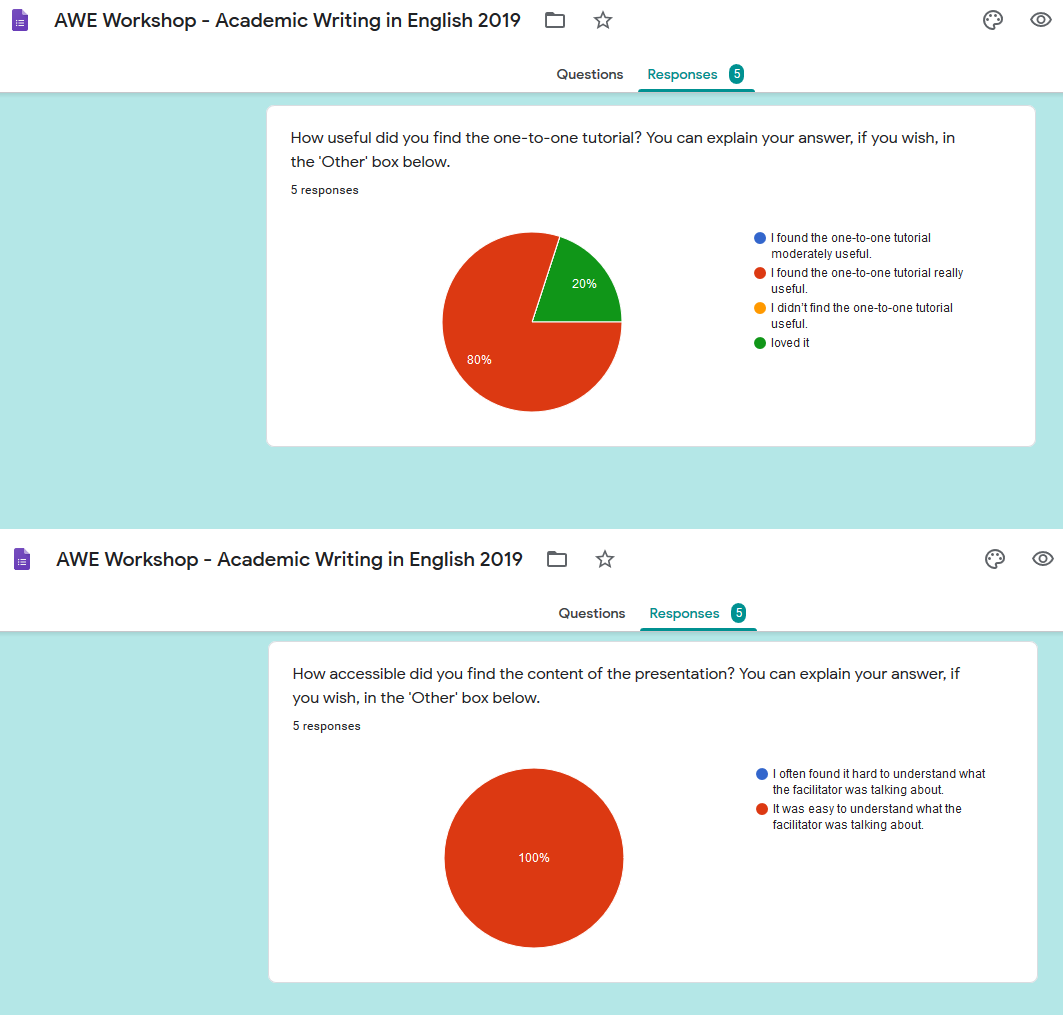 AWE Workshop - Academic Writing in English 2019
Questions
Responses 5
How useful did you find the one-to-one tutorial? You can explain your answer, if you wish, in
the 'Other' box below.
5 responses
20%
80%
I found the one-to-one tutorial
moderately useful.
I found the one-to-one tutorial really
useful.
I didn't find the one-to-one tutorial
useful.
loved it
AWE Workshop - Academic Writing in English 2019
Questions
Responses 5
How accessible did you find the content of the presentation? You can explain your answer, if
you wish, in the 'Other' box below.
5 responses
100%
I often found it hard to understand what
the facilitator was talking about.
It was easy to understand what the
facilitator was talking about.